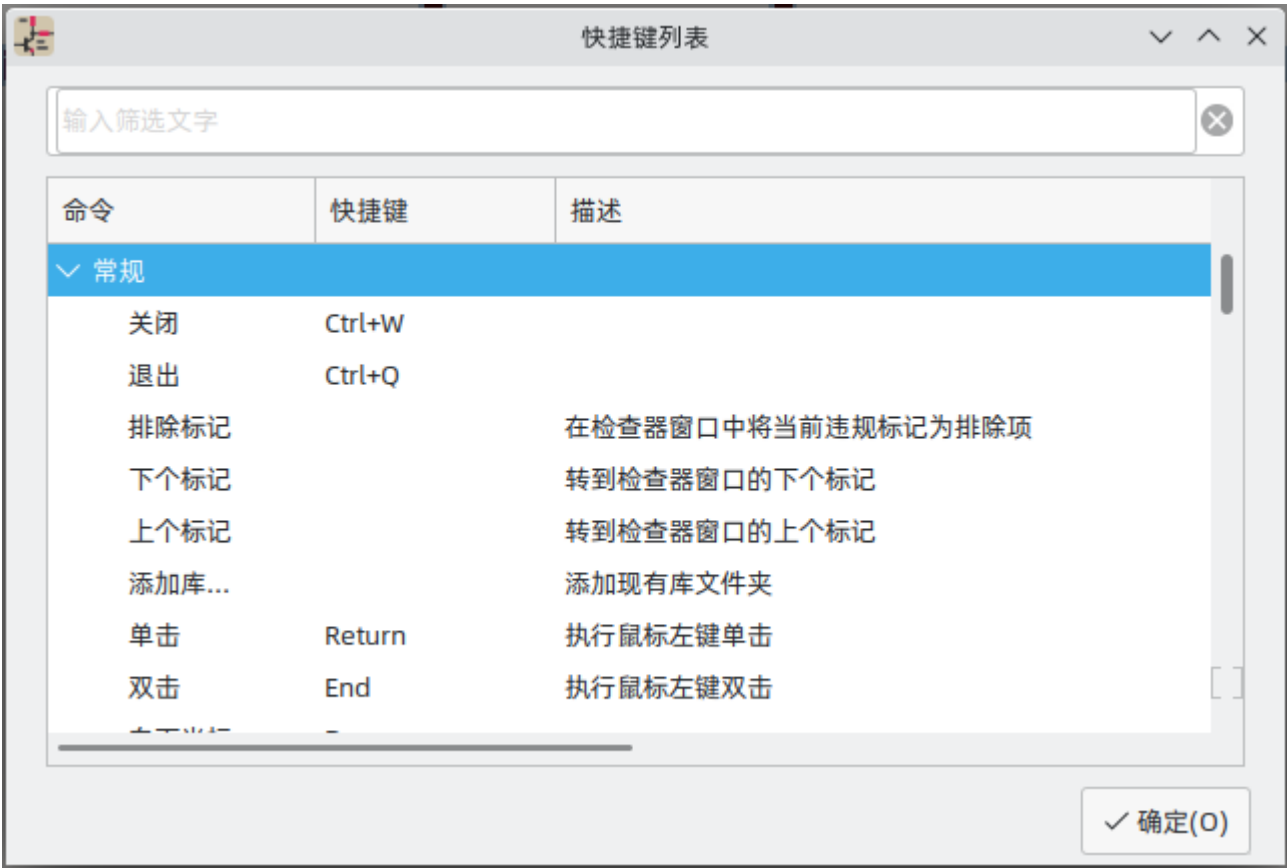 快捷键列表
输入筛选文字
命令 快捷键 描述
常规
关闭 Ctrl+W
退出 Ctrl+Q
排除标记 在检查器窗口中将当前违规标记为排除项
下个标记 转到检查器窗口的下个标记
上个标记 转到检查器窗口的上个标记
添加库... 添加现有库文件夹
单击 Return 执行鼠标左键单击
双击 End 执行鼠标左键双击
确定(O)